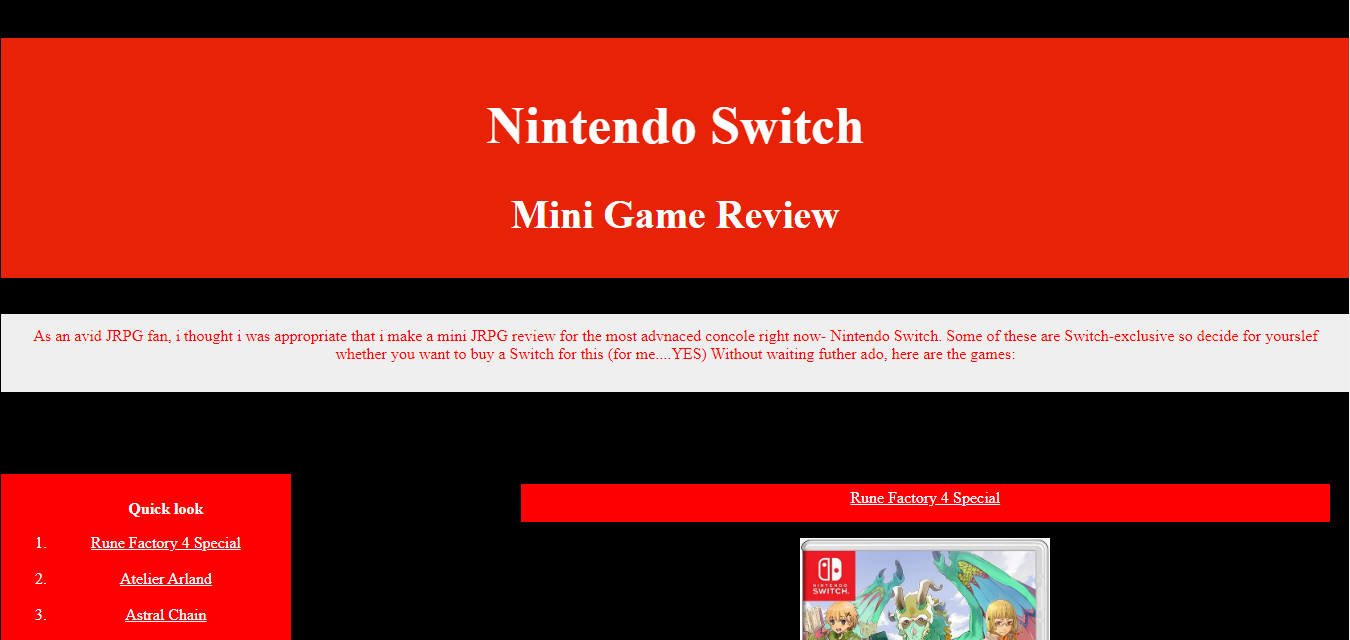 Nintendo Switch
Mini Game Review
As an avid JRPG fan, i thought i was appropriate that i make a mini JRPG review for the most advnaced concole right now- Nintendo Switch. Some of these are Switch-exclusive so decide for yourslef
whether you want to buy a Switch for this (for me....YES) Without waiting futher ado, here are the games:
Quick look
1. Rune Factory 4 Special
2. Atelier Arland
3. Astral Chain
Rune Factory 4 Special
NINTENDO
SWITCH.